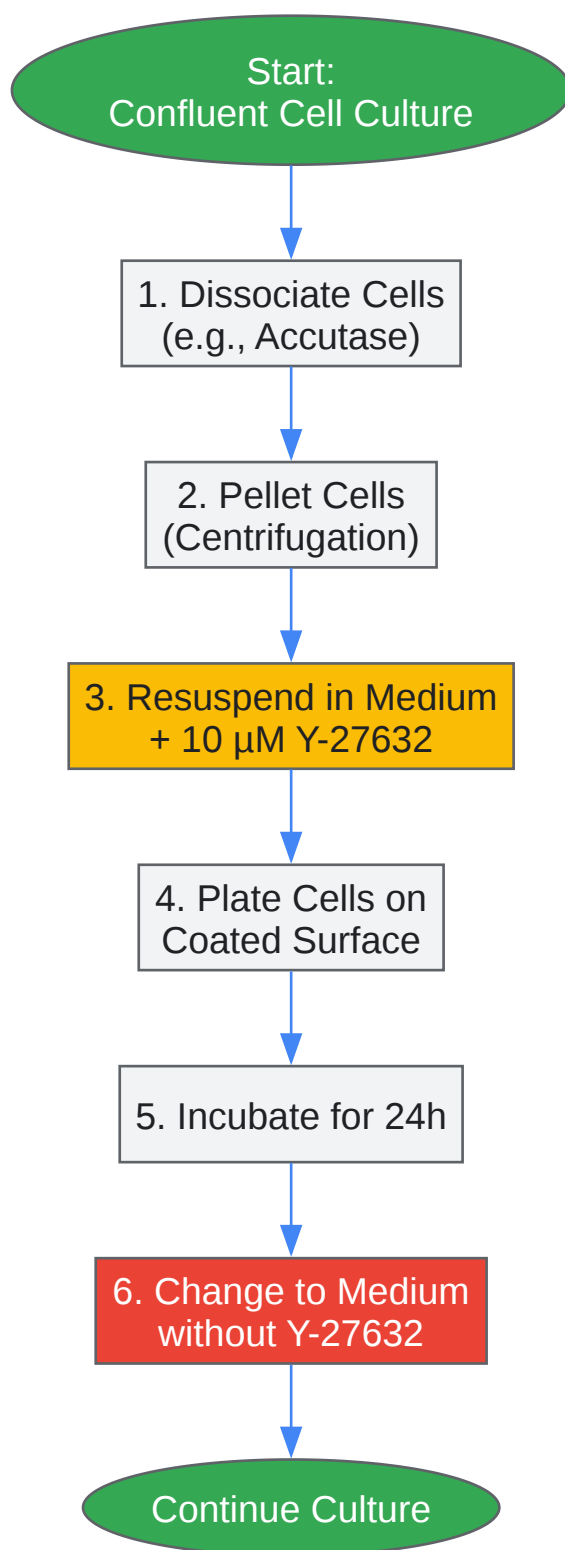 Start:
Confluent Cell Culture
1. Dissociate Cells
(e.g., Accutase)
2. Pellet Cells
(Centrifugation)
3. Resuspend in Medium
+ 10 µM Y-27632
4. Plate Cells on
Coated Surface
5. Incubate for 24h
6. Change to Medium
without Y-27632
Continue Culture